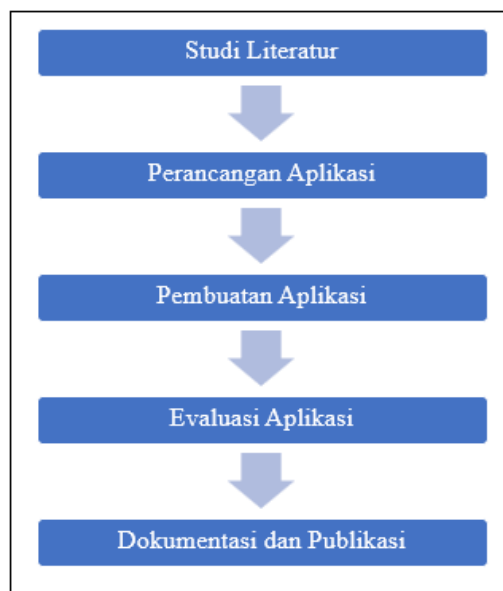 Studi Literatur
Perancangan Aplikasi
Pembuatan Aplikasi
Evaluasi Aplikasi
Dokumentasi dan Publikasi